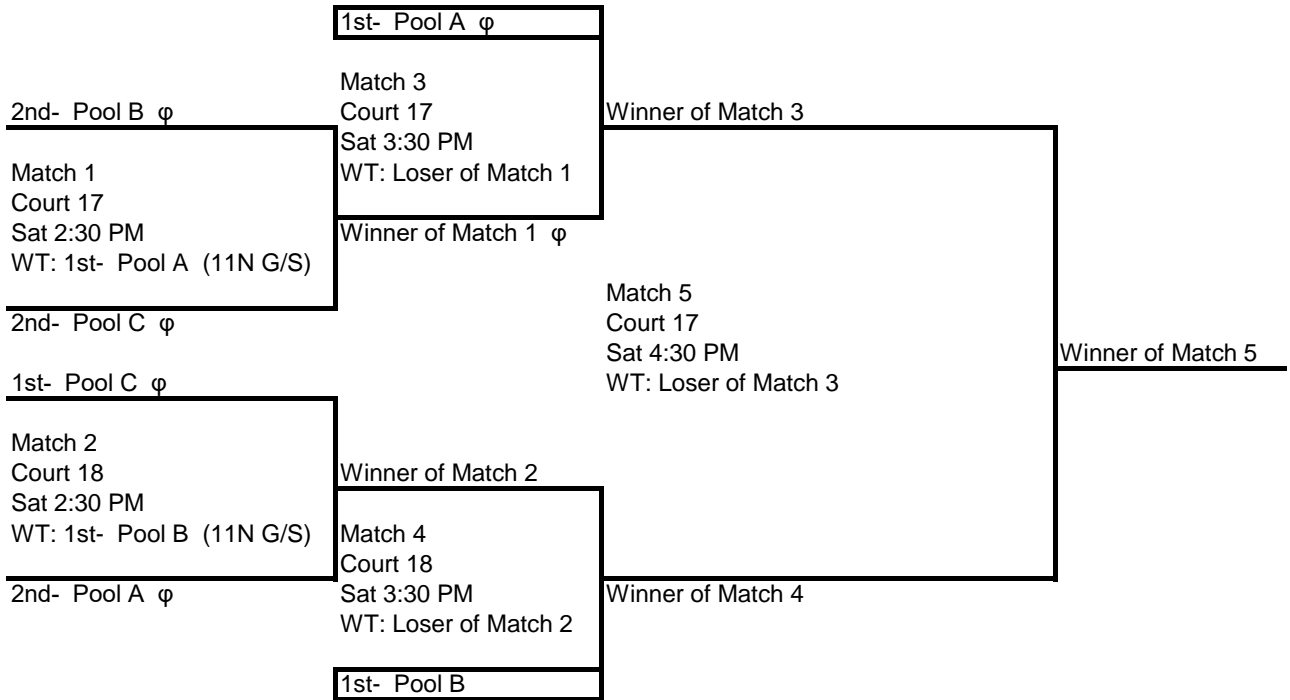 1st-  Pool A  φ
Match 3
Court 17
Sat 3:30 PM
WT: Loser of Match 1
2nd-  Pool B  φ
Winner of Match 3
Match 1
Court 17
Sat 2:30 PM
WT: 1st-  Pool A  (11N G/S)
Winner of Match 1  φ
2nd-  Pool C  φ
Match 5
Court 17
Sat 4:30 PM
WT: Loser of Match 3
Winner of Match 5
1st-  Pool C  φ
Match 2
Court 18
Sat 2:30 PM
WT: 1st-  Pool B  (11N G/S)
Winner of Match 2
Match 4
Court 18
Sat 3:30 PM
WT: Loser of Match 2
2nd-  Pool A  φ
Winner of Match 4
1st-  Pool B